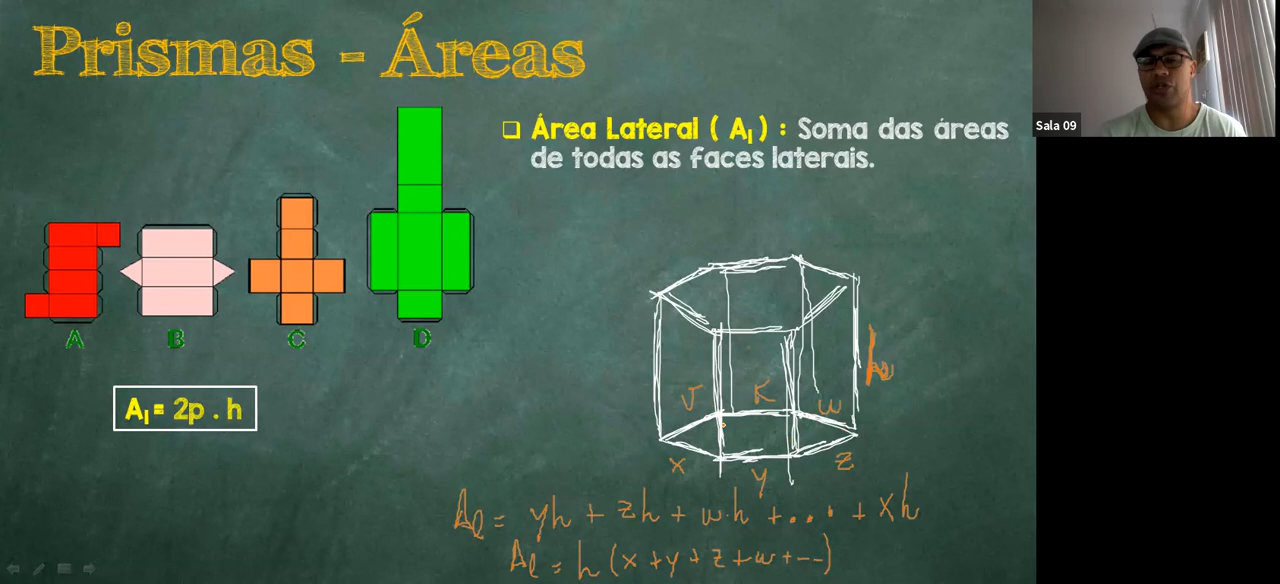 Prismas - Áreas
Sala 09
❑ Área Lateral ( Aₗ ) : Soma das áreas
de todas as faces laterais.
A B C D
Aₗ = 2p . h
h
V K W
x y z
Aℓ = yh + zh + w.h + ... + xh
Aℓ = h (x + y + z + w + ...)